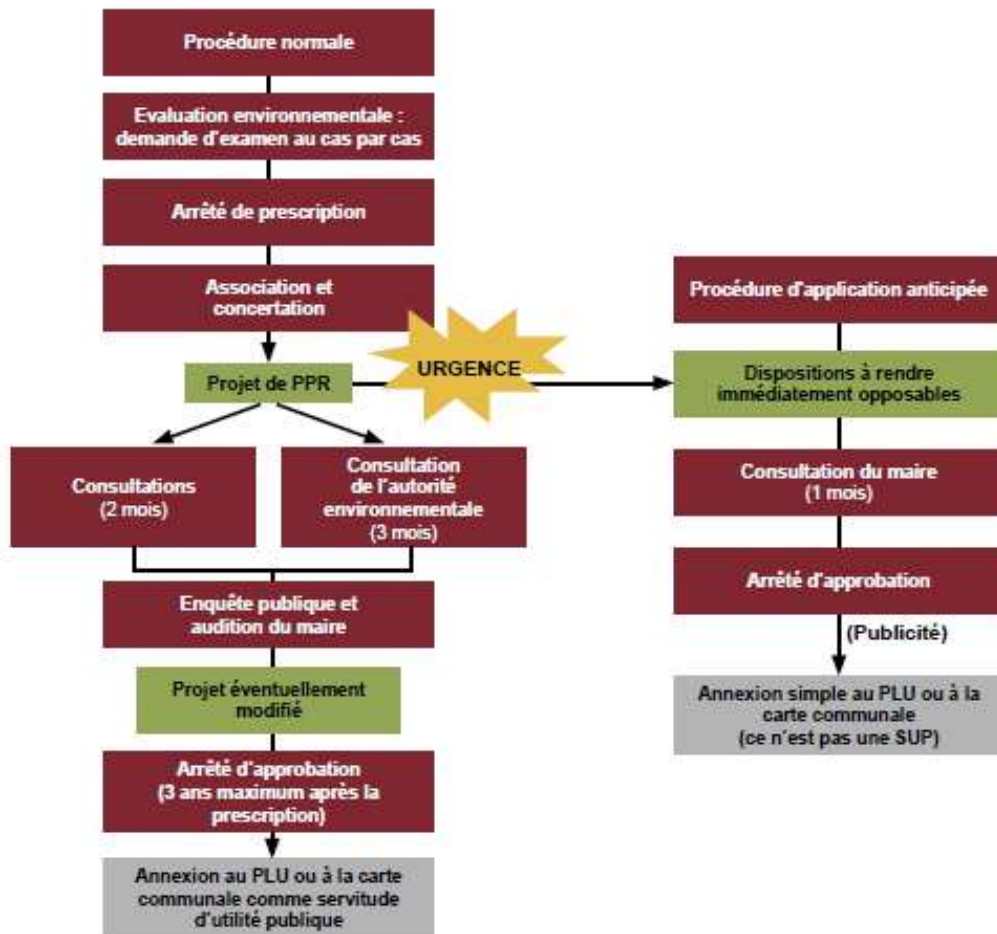 Procédure normale
Evaluation environnementale :
demande d'examen au cas par cas
Arrêté de prescription
Association et
concertation
Projet de PPR
URGENCE
Consultations
(2 mois)
Consultation
de l'autorité
environnementale
(3 mois)
Enquête publique et
audition du maire
Projet éventuellement
modifié
Arrêté d'approbation
(3 ans maximum après la
prescription)
Annexion au PLU ou à la carte
communale comme servitude
d'utilité publique
Procédure d'application anticipée
Dispositions à rendre
immédiatement opposables
Consultation du maire
(1 mois)
Arrêté d'approbation
(Publicité)
Annexion simple au PLU ou à la
carte communale
(ce n'est pas une SUP)